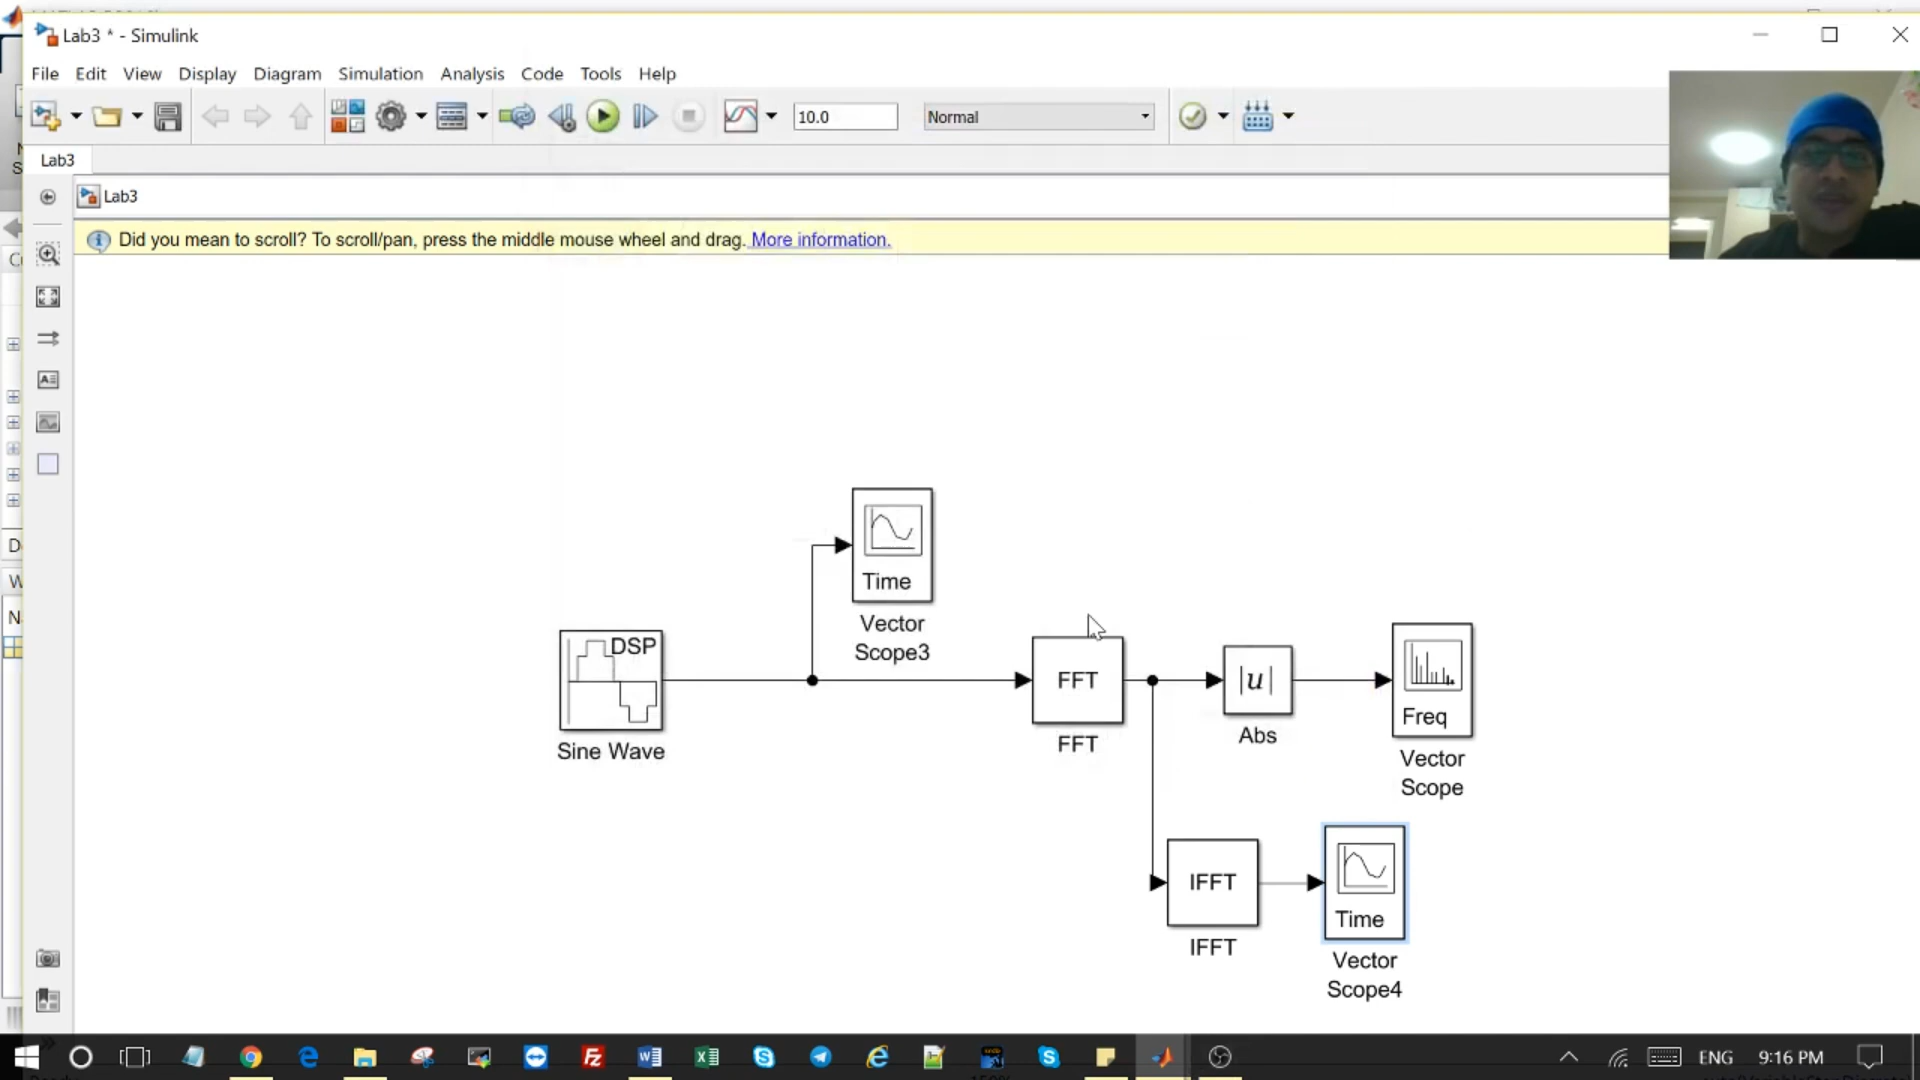 Lab3 * - Simulink
File Edit View Display Diagram Simulation Analysis Code Tools Help
10.0
Normal
Lab3
Lab3
Did you mean to scroll? To scroll/pan, press the middle mouse wheel and drag. More information.
Time
Vector
Scope3
DSP
Sine Wave
FFT
FFT
|u|
Abs
Freq
Vector
Scope
IFFT
IFFT
Time
Vector
Scope4
ENG
9:16 PM